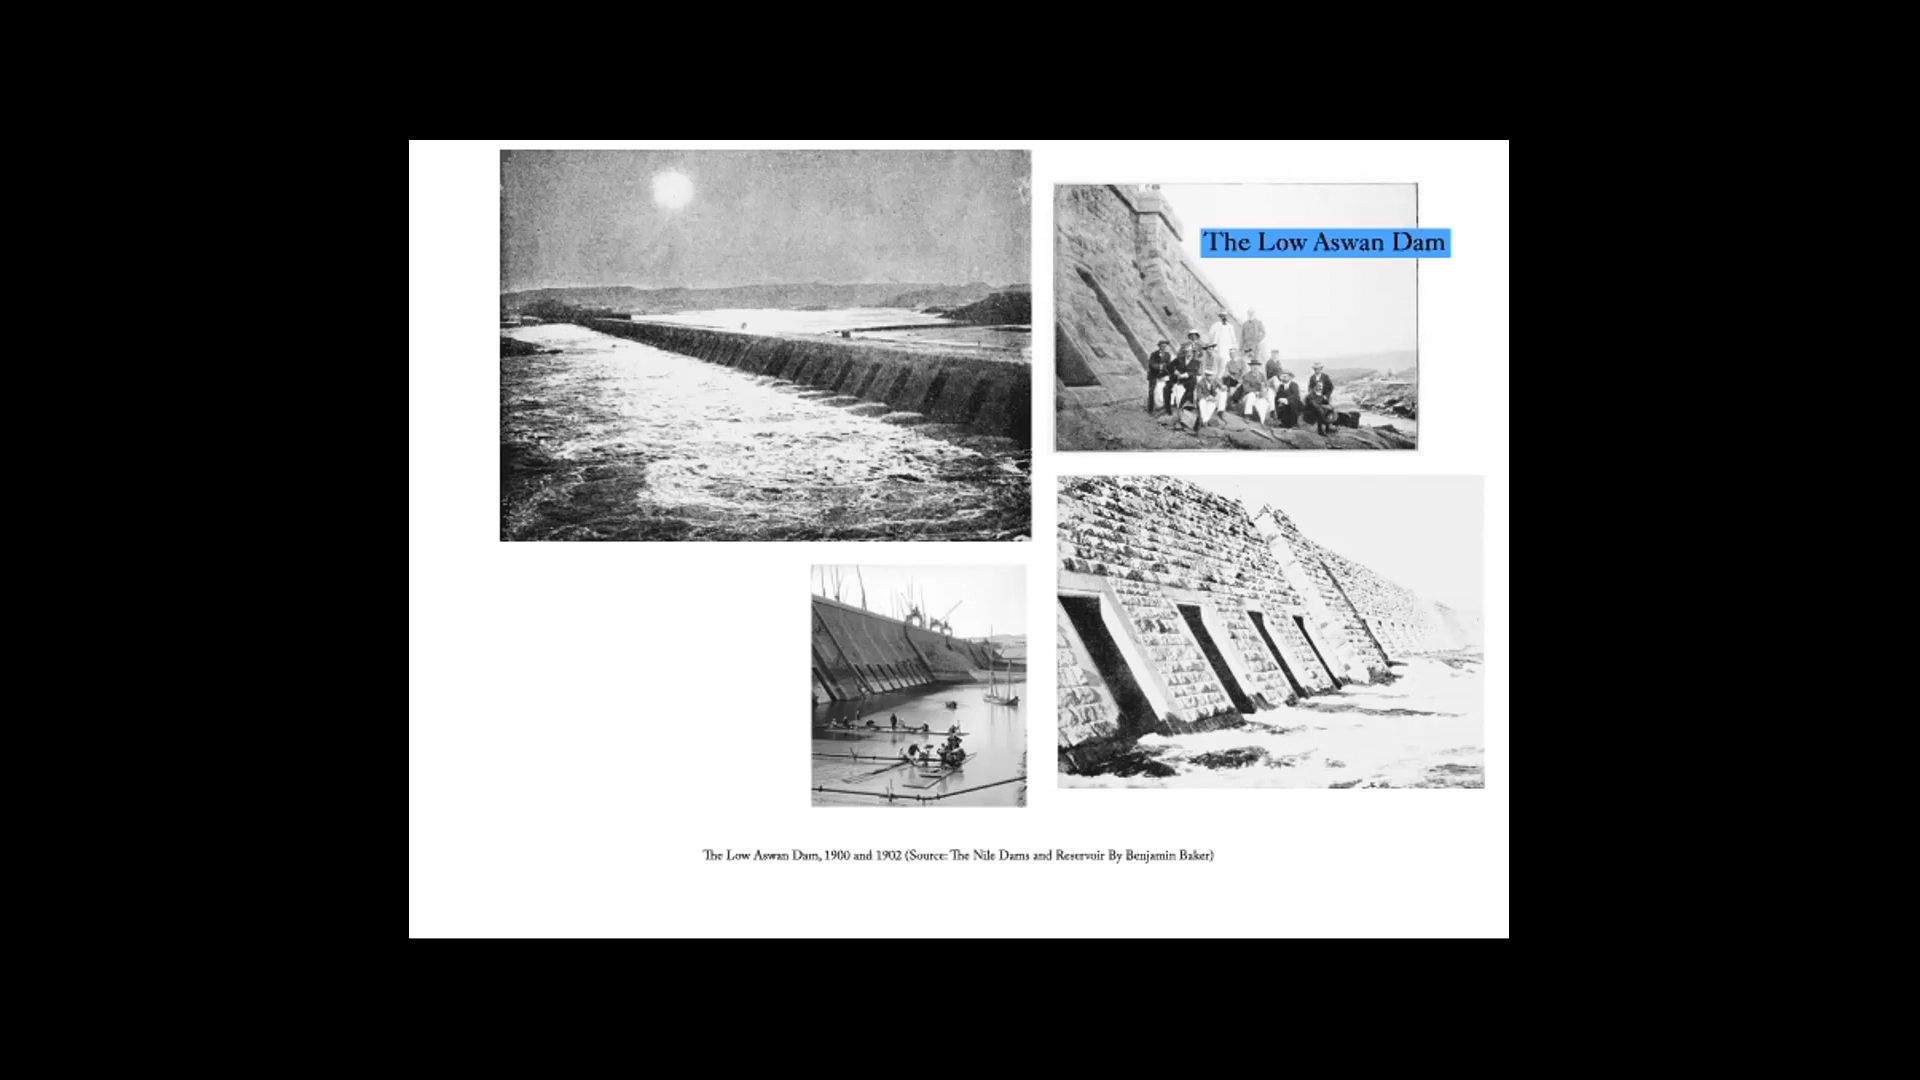 The Low Aswan Dam
The Low Aswan Dam, 1900 and 1902 (Source: The Nile Dams and Reservoir By Benjamin Baker)